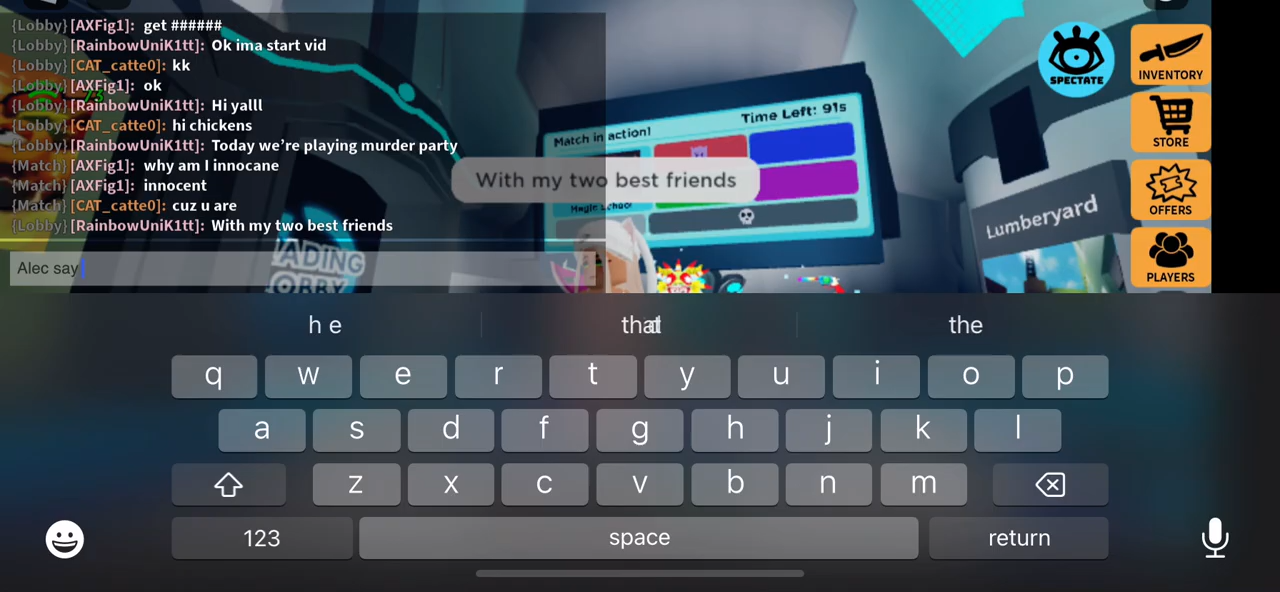 {Lobby} [AXFig1]: get ######
{Lobby} [RainbowUniK1tt]: Ok ima start vid
{Lobby} [CAT_catte0]: kk
{Lobby} [AXFig1]: ok
{Lobby} [RainbowUniK1tt]: Hi yalll
{Lobby} [CAT_catte0]: hi chickens
{Lobby} [RainbowUniK1tt]: Today we’re playing murder party
{Match} [AXFig1]: why am I innocane
{Match} [AXFig1]: innocent
{Match} [CAT_catte0]: cuz u are
{Lobby} [RainbowUniK1tt]: With my two best friends
Alec say
Match in action!
Time Left: 91s
With my two best friends
Lumberyard
SPECTATE
INVENTORY
STORE
OFFERS
PLAYERS
h e
that
the
q w e r t y u i o p
a s d f g h j k l
z x c v b n m
123
space
return